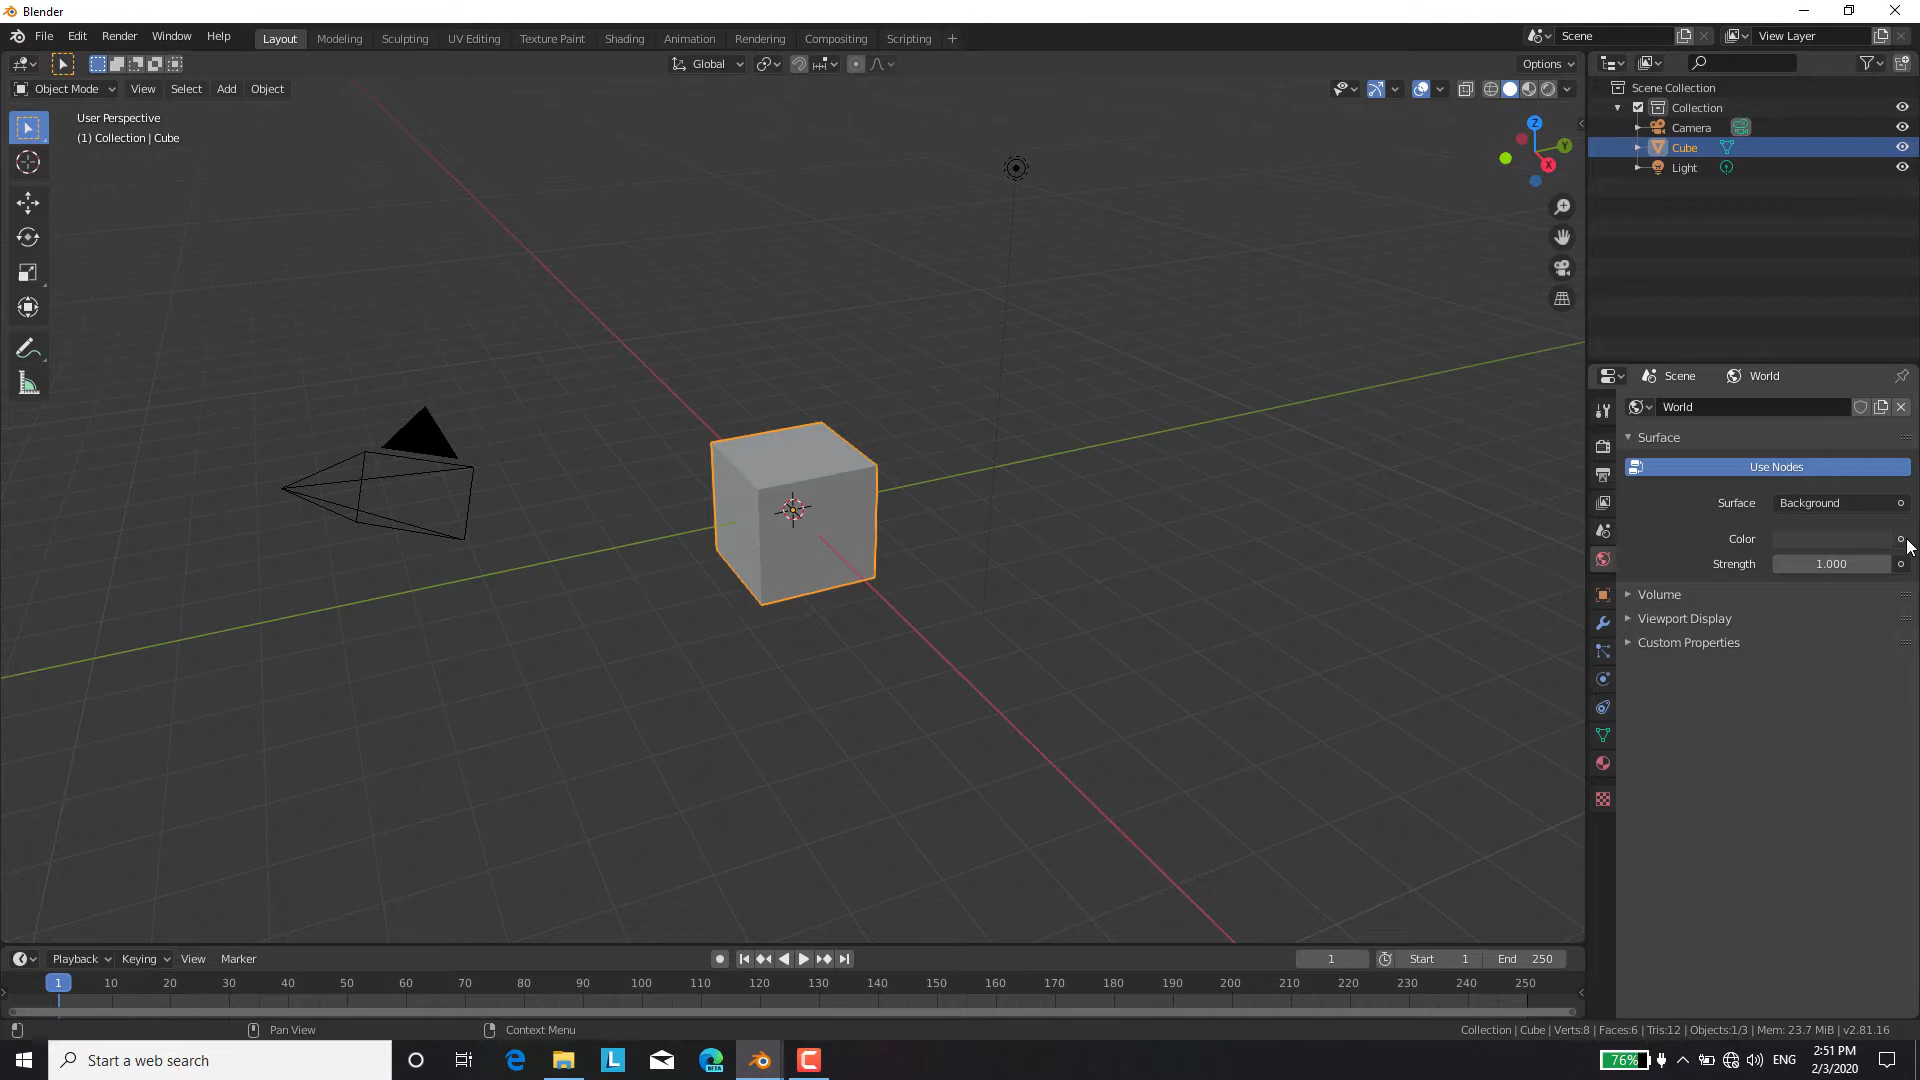 Blender
File Edit Render Window Help Layout Modeling Sculpting UV Editing Texture Paint Shading Animation Rendering Compositing Scripting + Scene View Layer
Global Options
Object Mode View Select Add Object
User Perspective
(1) Collection | Cube
Z
Y
X
Scene Collection
Collection
Camera
Cube
Light
Scene World
World
Surface
Use Nodes
Surface Background
Color
Strength 1.000
Volume
Viewport Display
Custom Properties
Playback Keying View Marker 1 Start 1 End 250
1 10 20 30 40 50 60 70 80 90 100 110 120 130 140 150 160 170 180 190 200 210 220 230 240 250
Pan View Context Menu Collection | Cube | Verts:8 | Faces:6 | Tris:12 | Objects:1/3 | Mem: 23.7 MiB | v2.81.16
Start a web search L BETA C 76% ENG 2:51 PM
2/3/2020